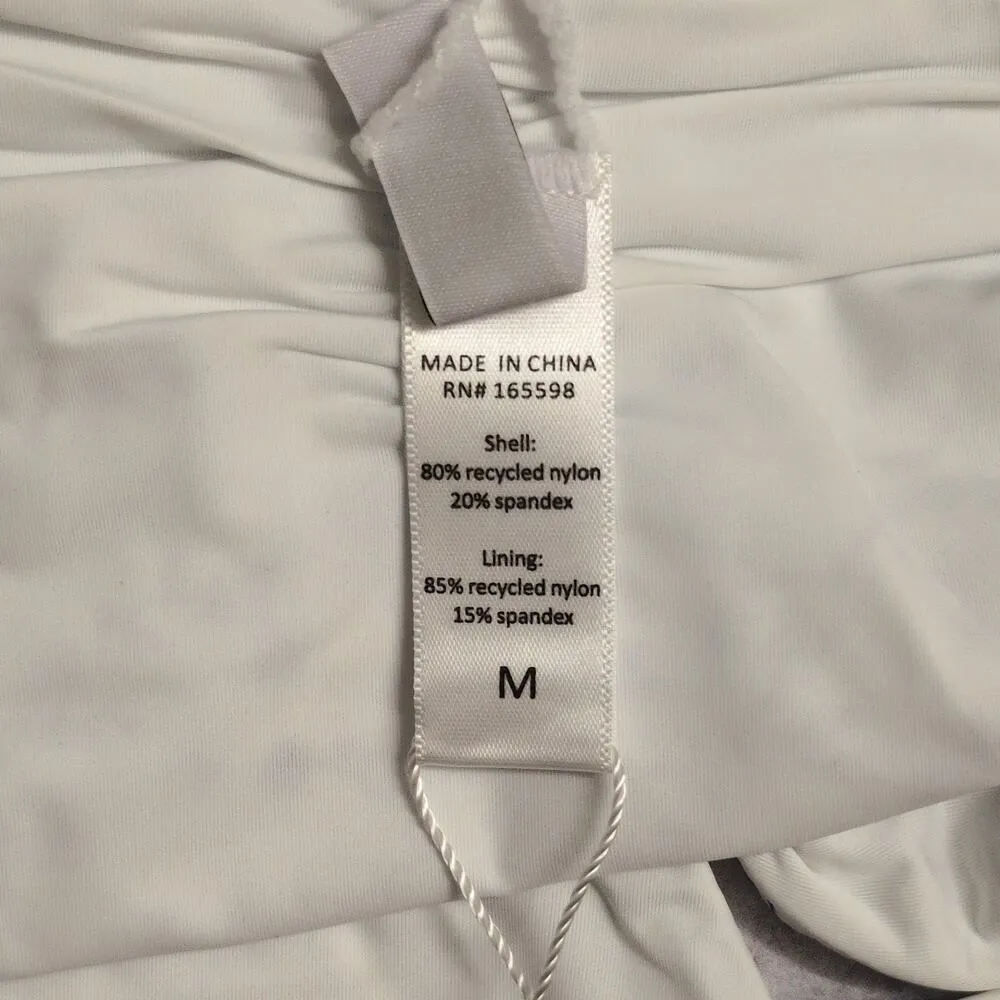 MADE IN CHINA
RN# 165598
Shell:
80% recycled nylon
20% spandex
Lining:
85% recycled nylon
15% spandex
M